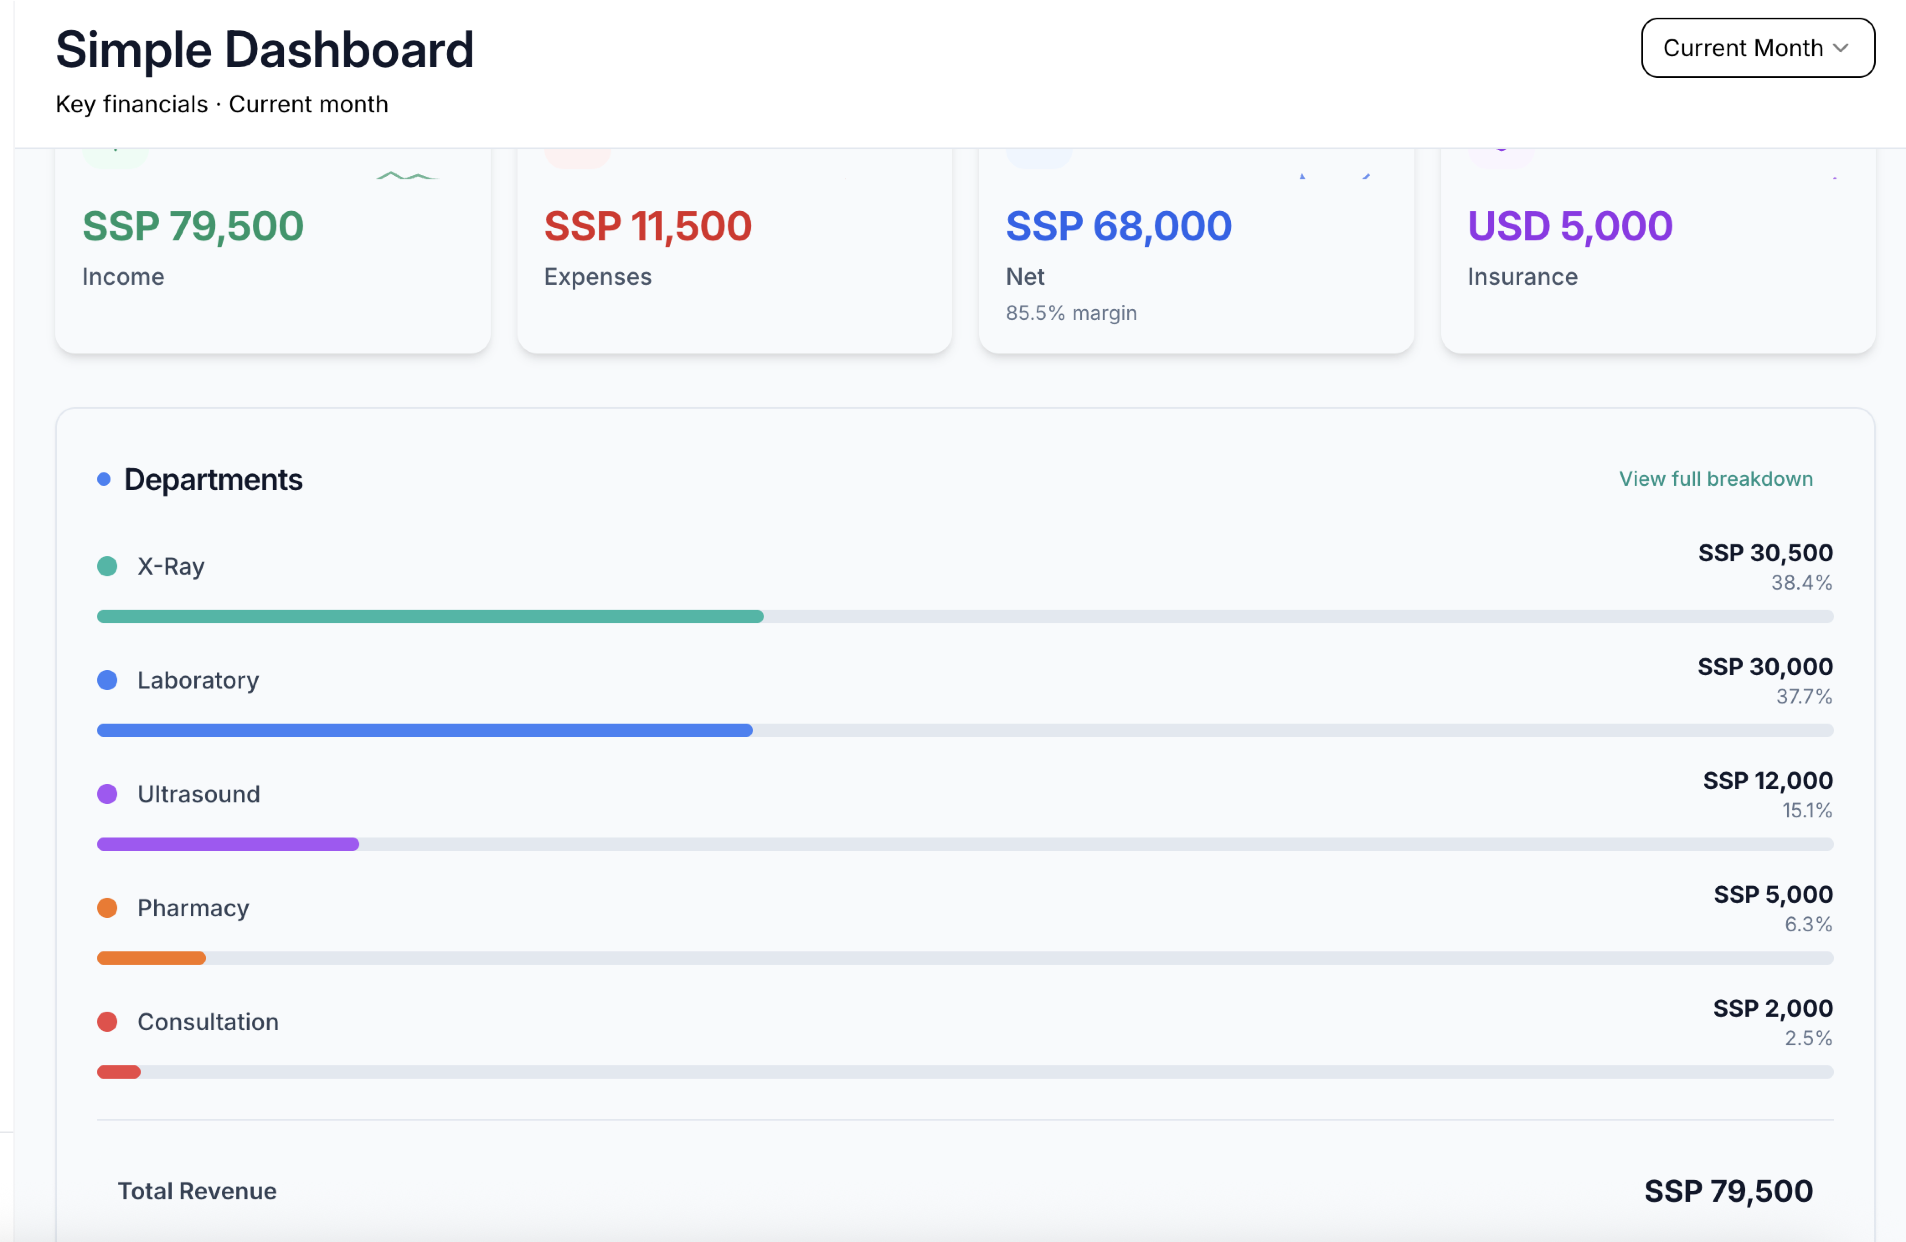 Simple Dashboard
Current Month
Key financials · Current month
SSP 79,500
Income
SSP 11,500
Expenses
SSP 68,000
Net
85.5% margin
USD 5,000
Insurance
Departments
View full breakdown
X-Ray
SSP 30,500
38.4%
Laboratory
SSP 30,000
37.7%
Ultrasound
SSP 12,000
15.1%
Pharmacy
SSP 5,000
6.3%
Consultation
SSP 2,000
2.5%
Total Revenue
SSP 79,500